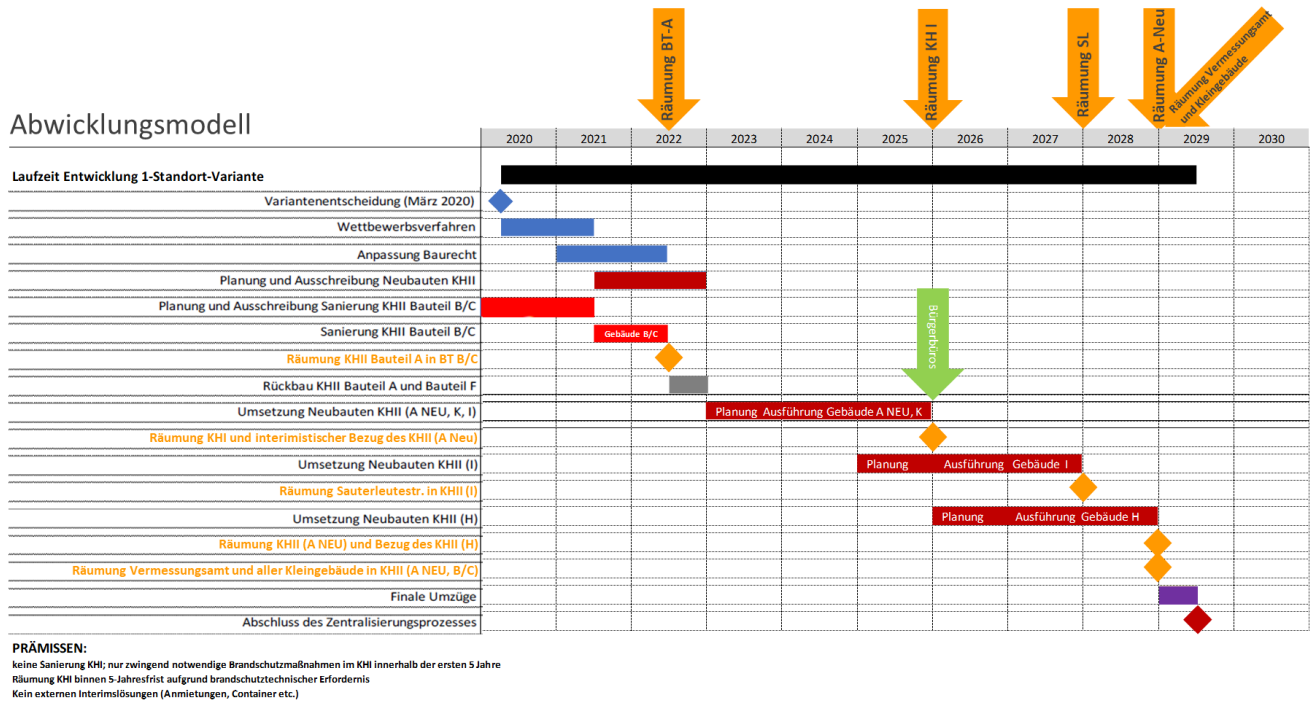 Räumung BT-A
Räumung KH I
Räumung SL
Räumung A-Neu
Räumung Vermessungsamt
und Kleingebäude
Abwicklungsmodell
2020 2021 2022 2023 2024 2025 2026 2027 2028 2029 2030
Laufzeit Entwicklung 1-Standort-Variante
Variantenentscheidung (März 2020)
Wettbewerbsverfahren
Anpassung Baurecht
Planung und Ausschreibung Neubauten KHII
Planung und Ausschreibung Sanierung KHII Bauteil B/C
Bürgerbüros
Sanierung KHII Bauteil B/C Gebäude B/C
Räumung KHII Bauteil A in BT B/C
Rückbau KHII Bauteil A und Bauteil F
Umsetzung Neubauten KHII (A NEU, K, I) Planung Ausführung Gebäude A NEU, K
Räumung KHI und interimistischer Bezug des KHII (A Neu)
Umsetzung Neubauten KHII (I) Planung Ausführung Gebäude I
Räumung Sauterleutestr. in KHII (I)
Umsetzung Neubauten KHII (H) Planung Ausführung Gebäude H
Räumung KHII (A NEU) und Bezug des KHII (H)
Räumung Vermessungsamt und aller Kleingebäude in KHII (A NEU, B/C)
Finale Umzüge
Abschluss des Zentralisierungsprozesses
PRÄMISSEN:
keine Sanierung KHI; nur zwingend notwendige Brandschutzmaßnahmen im KHI innerhalb der ersten 5 Jahre
Räumung KHI binnen 5-Jahresfrist aufgrund brandschutztechnischer Erfordernis
Kein externen Interimslösungen (Anmietungen, Container etc.)